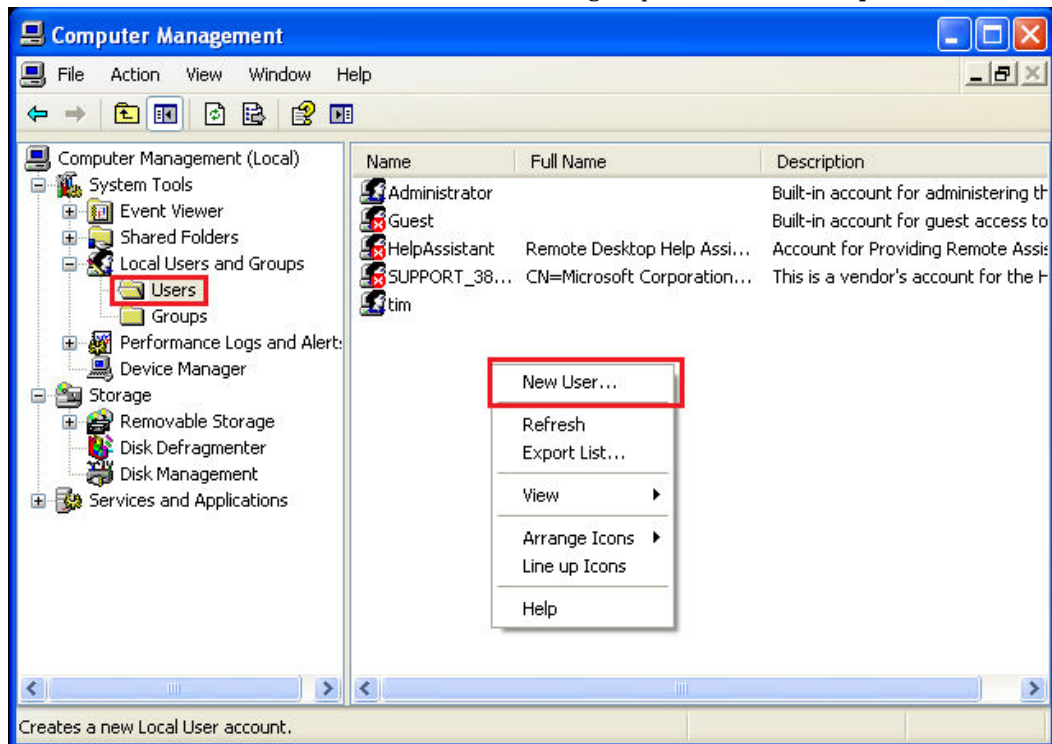 Computer Management
File Action View Window Help
Computer Management (Local)
System Tools
Event Viewer
Shared Folders
Local Users and Groups
Users
Groups
Performance Logs and Alert:
Device Manager
Storage
Removable Storage
Disk Defragmenter
Disk Management
Services and Applications
Name Full Name Description
Administrator Built-in account for administering th
Guest Built-in account for guest access to
HelpAssistant Remote Desktop Help Assi... Account for Providing Remote Assis
SUPPORT_38... CN=Microsoft Corporation... This is a vendor's account for the H
tim
New User...
Refresh
Export List...
View
Arrange Icons
Line up Icons
Help
Creates a new Local User account.